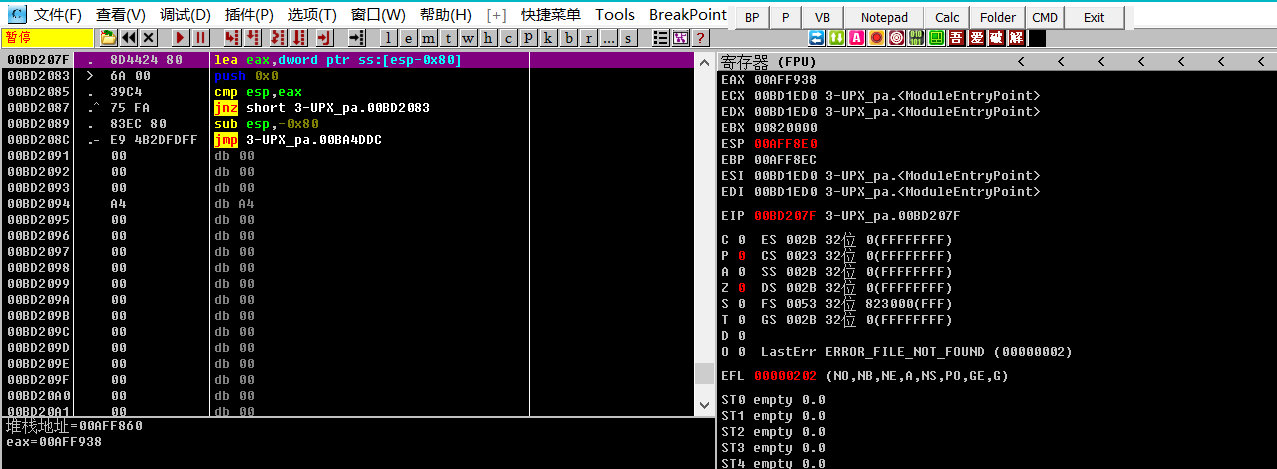 C 文件(F) 查看(V) 调试(D) 插件(P) 选项(T) 窗口(W) 帮助(H) [+] 快捷菜单 Tools BreakPoint BP P VB Notepad Calc Folder CMD Exit
暂停 l e m t w h c p k b r ... s ? A 吾 爱 破 解
00BD207F . 8D4424 80 lea eax,dword ptr ss:[esp-0x80]
00BD2083 > 6A 00 push 0x0
00BD2085 . 39C4 cmp esp,eax
00BD2087 .^ 75 FA jnz short 3-UPX_pa.00BD2083
00BD2089 . 83EC 80 sub esp,-0x80
00BD208C .- E9 4B2DFDFF jmp 3-UPX_pa.00BA4DDC
00BD2091 00 db 00
00BD2092 00 db 00
00BD2093 00 db 00
00BD2094 A4 db A4
00BD2095 00 db 00
00BD2096 00 db 00
00BD2097 00 db 00
00BD2098 00 db 00
00BD2099 00 db 00
00BD209A 00 db 00
00BD209B 00 db 00
00BD209C 00 db 00
00BD209D 00 db 00
00BD209E 00 db 00
00BD209F 00 db 00
00BD20A0 00 db 00
00BD20A1 00 db 00
堆栈地址=00AFF860
eax=00AFF938
寄存器 (FPU) < < < < < < <
EAX 00AFF938
ECX 00BD1ED0 3-UPX_pa.<ModuleEntryPoint>
EDX 00BD1ED0 3-UPX_pa.<ModuleEntryPoint>
EBX 00820000
ESP 00AFF8E0
EBP 00AFF8EC
ESI 00BD1ED0 3-UPX_pa.<ModuleEntryPoint>
EDI 00BD1ED0 3-UPX_pa.<ModuleEntryPoint>
EIP 00BD207F 3-UPX_pa.00BD207F
C 0 ES 002B 32位 0(FFFFFFFF)
P 0 CS 0023 32位 0(FFFFFFFF)
A 0 SS 002B 32位 0(FFFFFFFF)
Z 0 DS 002B 32位 0(FFFFFFFF)
S 0 FS 0053 32位 823000(FFF)
T 0 GS 002B 32位 0(FFFFFFFF)
D 0
O 0 LastErr ERROR_FILE_NOT_FOUND (00000002)
EFL 00000202 (NO,NB,NE,A,NS,PO,GE,G)
ST0 empty 0.0
ST1 empty 0.0
ST2 empty 0.0
ST3 empty 0.0
ST4 empty 0.0